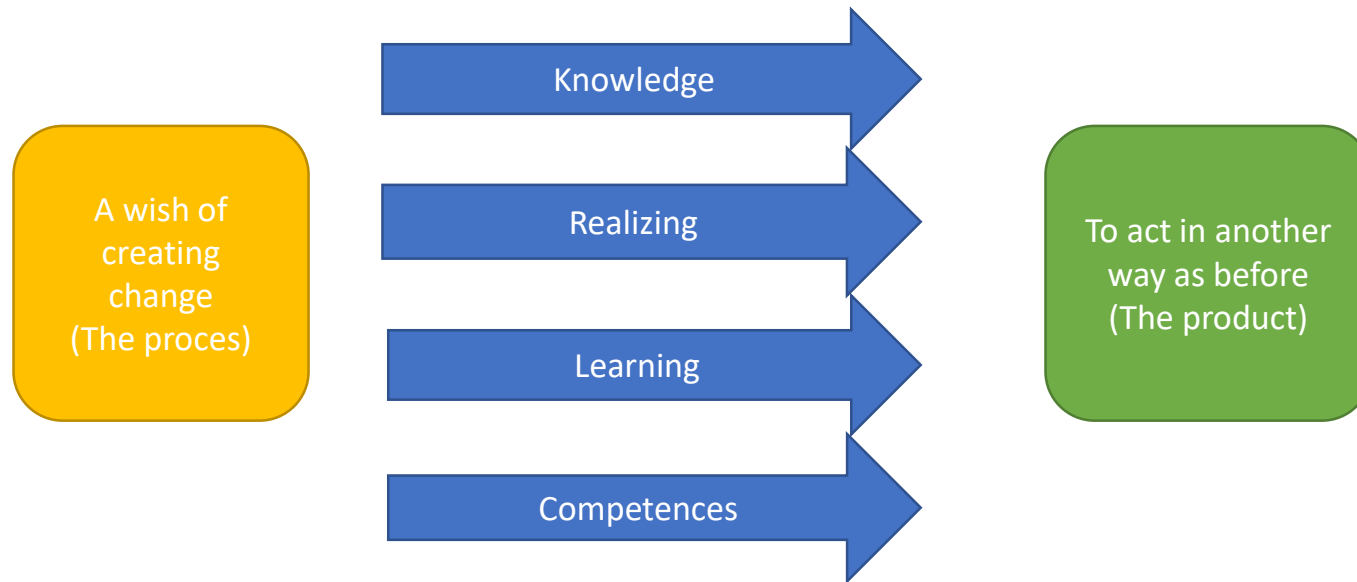 A wish of
creating
change
(The proces)
Knowledge
Realizing
Learning
Competences
To act in another
way as before
(The product)